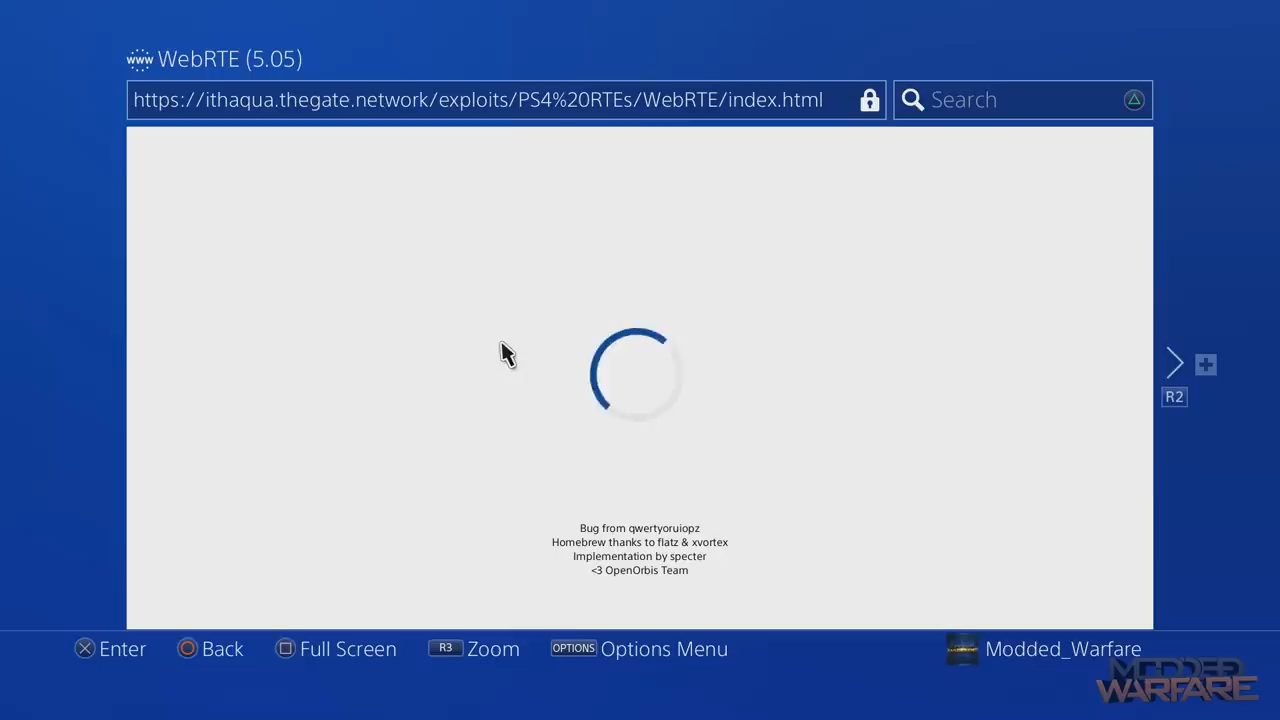 www WebRTE (5.05)
https://ithaqua.thegate.network/exploits/PS4%20RTEs/WebRTE/index.html
Search
R2
Bug from qwertyoruiopz
Homebrew thanks to flatz & xvortex
Implementation by specter
<3 OpenOrbis Team
Enter Back Full Screen R3 Zoom OPTIONS Options Menu Modded_Warfare
MODDED
WARFARE